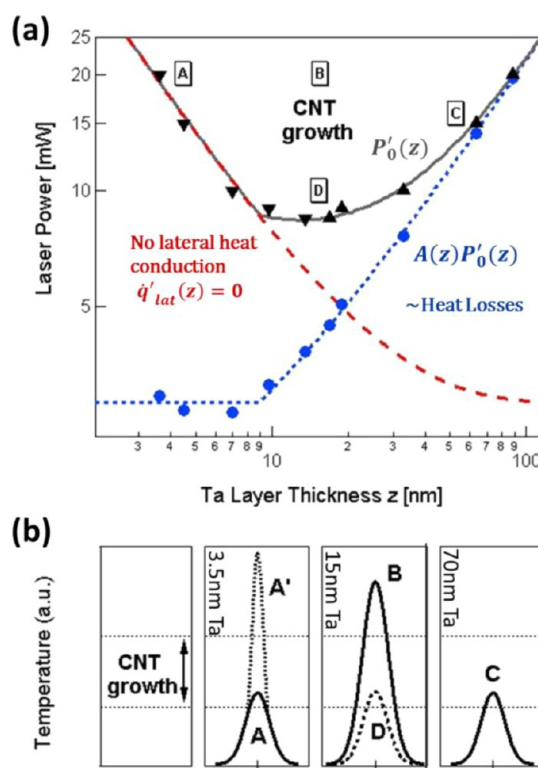 (a)
25
20
15
10
5
Laser Power [mW]
A
B
C
D
CNT
growth
P′₀(z)
No lateral heat
conduction
q̇′lat(z) = 0
A(z)P′₀(z)
~Heat Losses
3 4 5 6 7 8 9 10 2 3 4 5 6 7 8 9 100
Ta Layer Thickness z [nm]
(b)
Temperature (a.u.)
CNT
growth
3.5nm Ta
A'
A
15nm Ta
B
D
70nm Ta
C